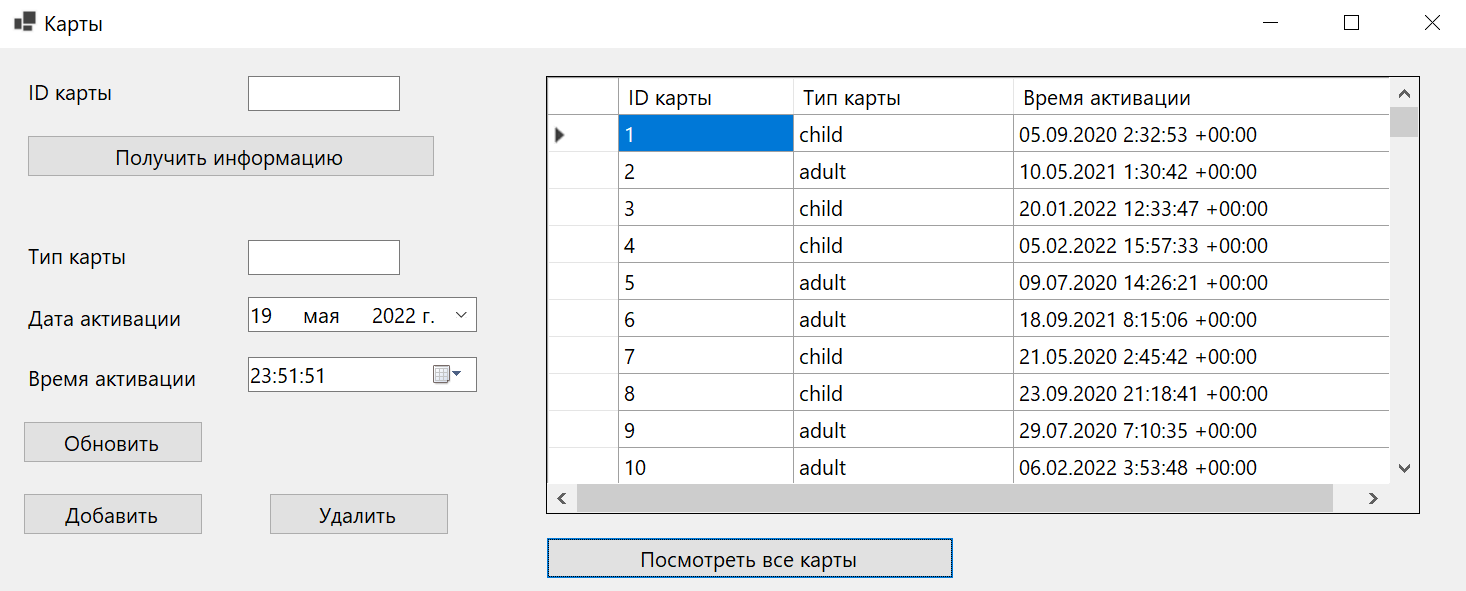 Карты
ID карты
Получить информацию
Тип карты
Дата активации
19 мая 2022 г.
Время активации
23:51:51
Обновить
Добавить Удалить
ID карты Тип карты Время активации
1 child 05.09.2020 2:32:53 +00:00
2 adult 10.05.2021 1:30:42 +00:00
3 child 20.01.2022 12:33:47 +00:00
4 child 05.02.2022 15:57:33 +00:00
5 adult 09.07.2020 14:26:21 +00:00
6 adult 18.09.2021 8:15:06 +00:00
7 child 21.05.2020 2:45:42 +00:00
8 child 23.09.2020 21:18:41 +00:00
9 adult 29.07.2020 7:10:35 +00:00
10 adult 06.02.2022 3:53:48 +00:00
Посмотреть все карты